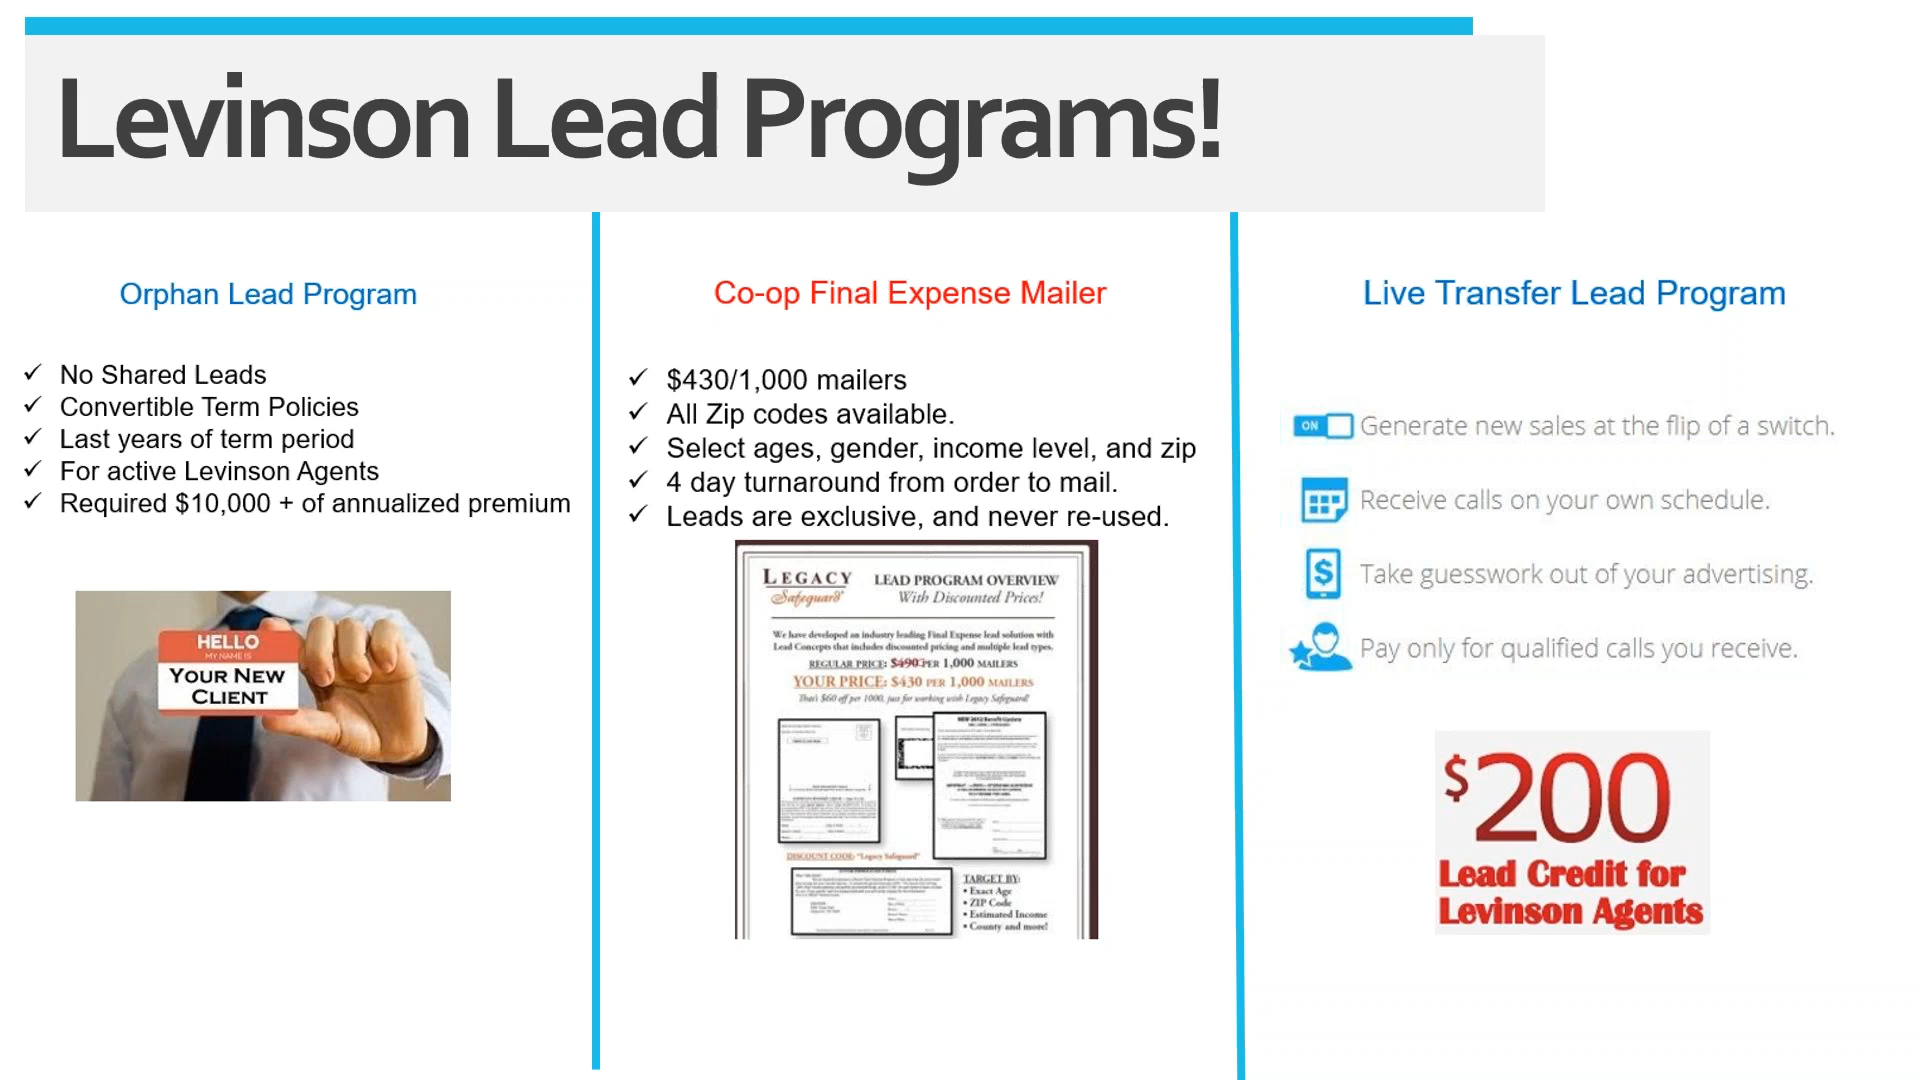 Levinson Lead Programs!
Orphan Lead Program
No Shared Leads
Convertible Term Policies
Last years of term period
For active Levinson Agents
Required $10,000 + of annualized premium
HELLO
MY NAME IS
YOUR NEW
CLIENT
Co-op Final Expense Mailer
$430/1,000 mailers
All Zip codes available.
Select ages, gender, income level, and zip
4 day turnaround from order to mail.
Leads are exclusive, and never re-used.
LEGACY
Safeguard
LEAD PROGRAM OVERVIEW
With Discounted Prices!
We have developed an industry leading Final Expense lead solution with
Lead Concepts that includes discounted pricing and multiple lead types.
REGULAR PRICE: $490 PER 1,000 MAILERS
YOUR PRICE: $430 PER 1,000 MAILERS
That's $60 off per 1000, just for working with Legacy Safeguard!
DISCOUNT CODE: "Legacy Safeguard"
TARGET BY:
• Exact Age
• ZIP Code
• Estimated Income
• County and more!
Live Transfer Lead Program
ON
Generate new sales at the flip of a switch.
Receive calls on your own schedule.
$
Take guesswork out of your advertising.
Pay only for qualified calls you receive.
$200
Lead Credit for
Levinson Agents